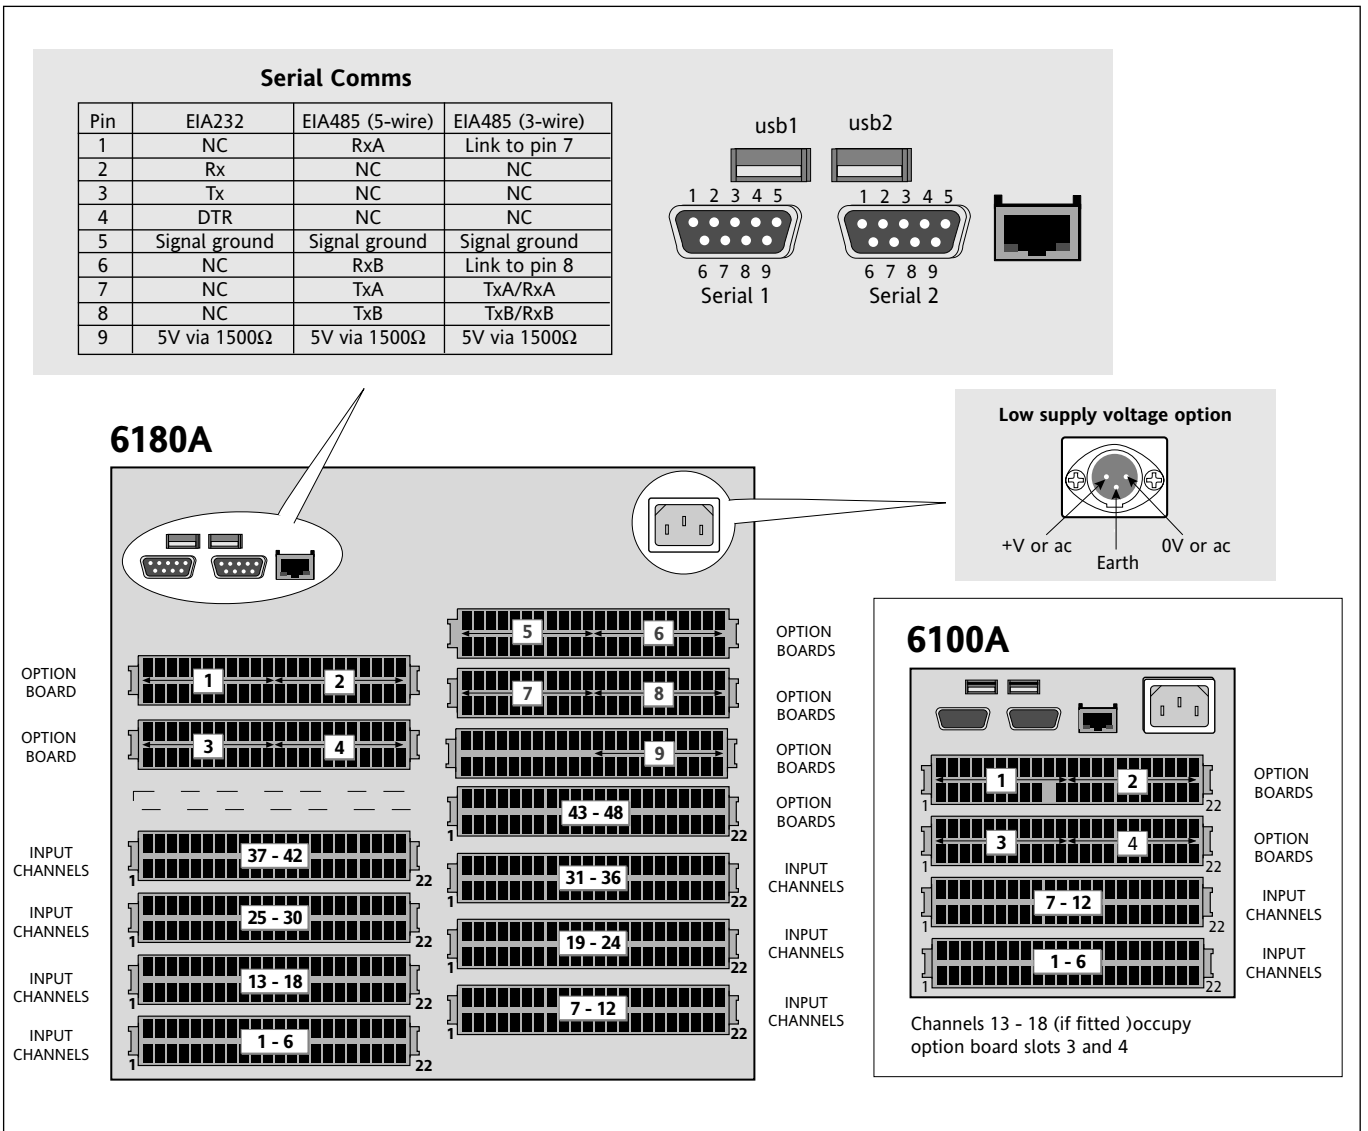 Serial Comms
Pin EIA232 EIA485 (5-wire) EIA485 (3-wire)
1 NC RxA Link to pin 7
2 Rx NC NC
3 Tx NC NC
4 DTR NC NC
5 Signal ground Signal ground Signal ground
6 NC RxB Link to pin 8
7 NC TxA TxA/RxA
8 NC TxB TxB/RxB
9 5V via 1500Ω 5V via 1500Ω 5V via 1500Ω
usb1 usb2
1 2 3 4 5
6 7 8 9
Serial 1
1 2 3 4 5
6 7 8 9
Serial 2
6180A
Low supply voltage option
+V or ac
Earth
0V or ac
OPTION
BOARD
1 2
OPTION
BOARD
3 4
INPUT
CHANNELS
1 37 - 42 22
INPUT
CHANNELS
1 25 - 30 22
INPUT
CHANNELS
1 13 - 18 22
INPUT
CHANNELS
1 1 - 6 22
5 6
OPTION
BOARDS
7 8
OPTION
BOARDS
9
OPTION
BOARDS
1 43 - 48 22
OPTION
BOARDS
1 31 - 36 22
INPUT
CHANNELS
1 19 - 24 22
INPUT
CHANNELS
1 7 - 12 22
INPUT
CHANNELS
6100A
1 1 2 22
OPTION
BOARDS
1 3 4 22
OPTION
BOARDS
1 7 - 12 22
INPUT
CHANNELS
1 1 - 6 22
INPUT
CHANNELS
Channels 13 - 18 (if fitted )occupy
option board slots 3 and 4